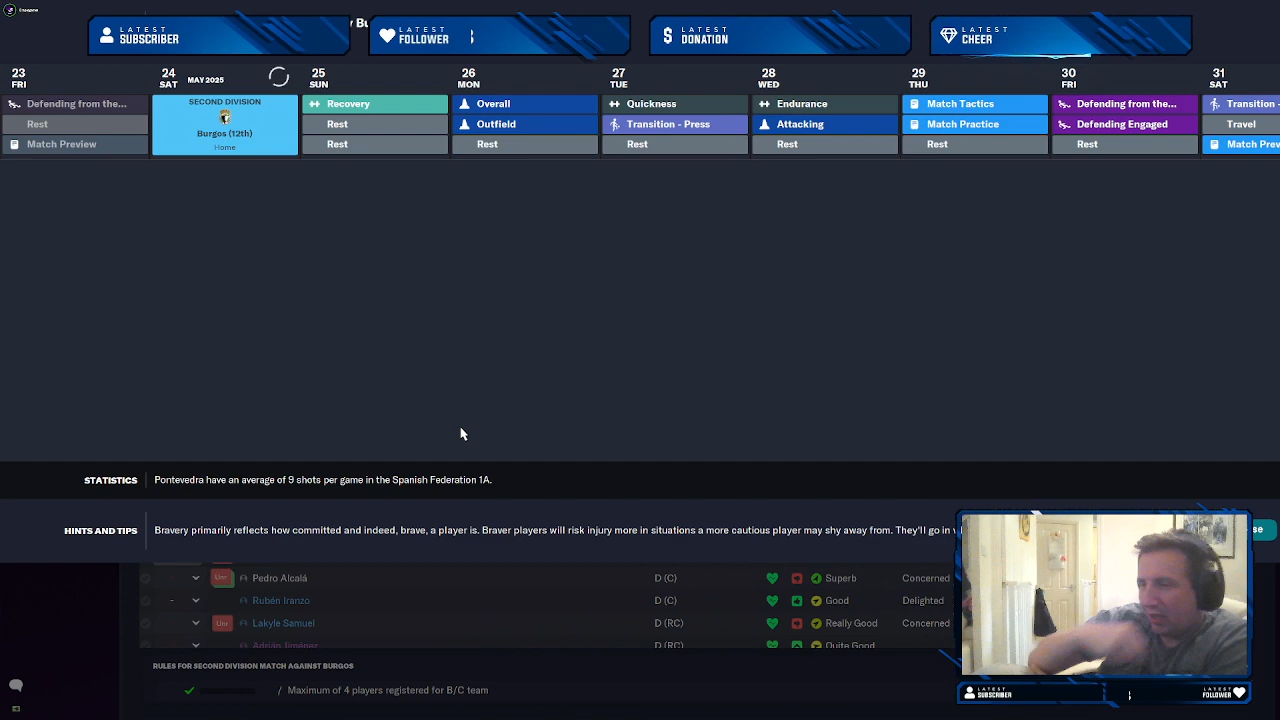 LATEST
SUBSCRIBER
LATEST
FOLLOWER
LATEST
DONATION
LATEST
CHEER
23
FRI
24
SAT
MAY 2025
25
SUN
26
MON
27
TUE
28
WED
29
THU
30
FRI
31
SAT
Defending from the...
Rest
Match Preview
SECOND DIVISION
Burgos (12th)
Home
Recovery
Rest
Rest
Overall
Outfield
Rest
Quickness
Transition - Press
Rest
Endurance
Attacking
Rest
Match Tactics
Match Practice
Rest
Defending from the...
Defending Engaged
Rest
Transition -
Travel
Match Prev
STATISTICS
Pontevedra have an average of 9 shots per game in the Spanish Federation 1A.
HINTS AND TIPS
Bravery primarily reflects how committed and indeed, brave, a player is. Braver players will risk injury more in situations a more cautious player may shy away from. They'll go in
Unr Pedro Alcalá D (C) Superb Concerned
- Rubén Iranzo D (C) Good Delighted
Unr Lakyle Samuel D (RC) Really Good Concerned
Adrián Jiménez D (RC) Quite Good
RULES FOR SECOND DIVISION MATCH AGAINST BURGOS
/ Maximum of 4 players registered for B/C team
LATEST
SUBSCRIBER
LATEST
FOLLOWER